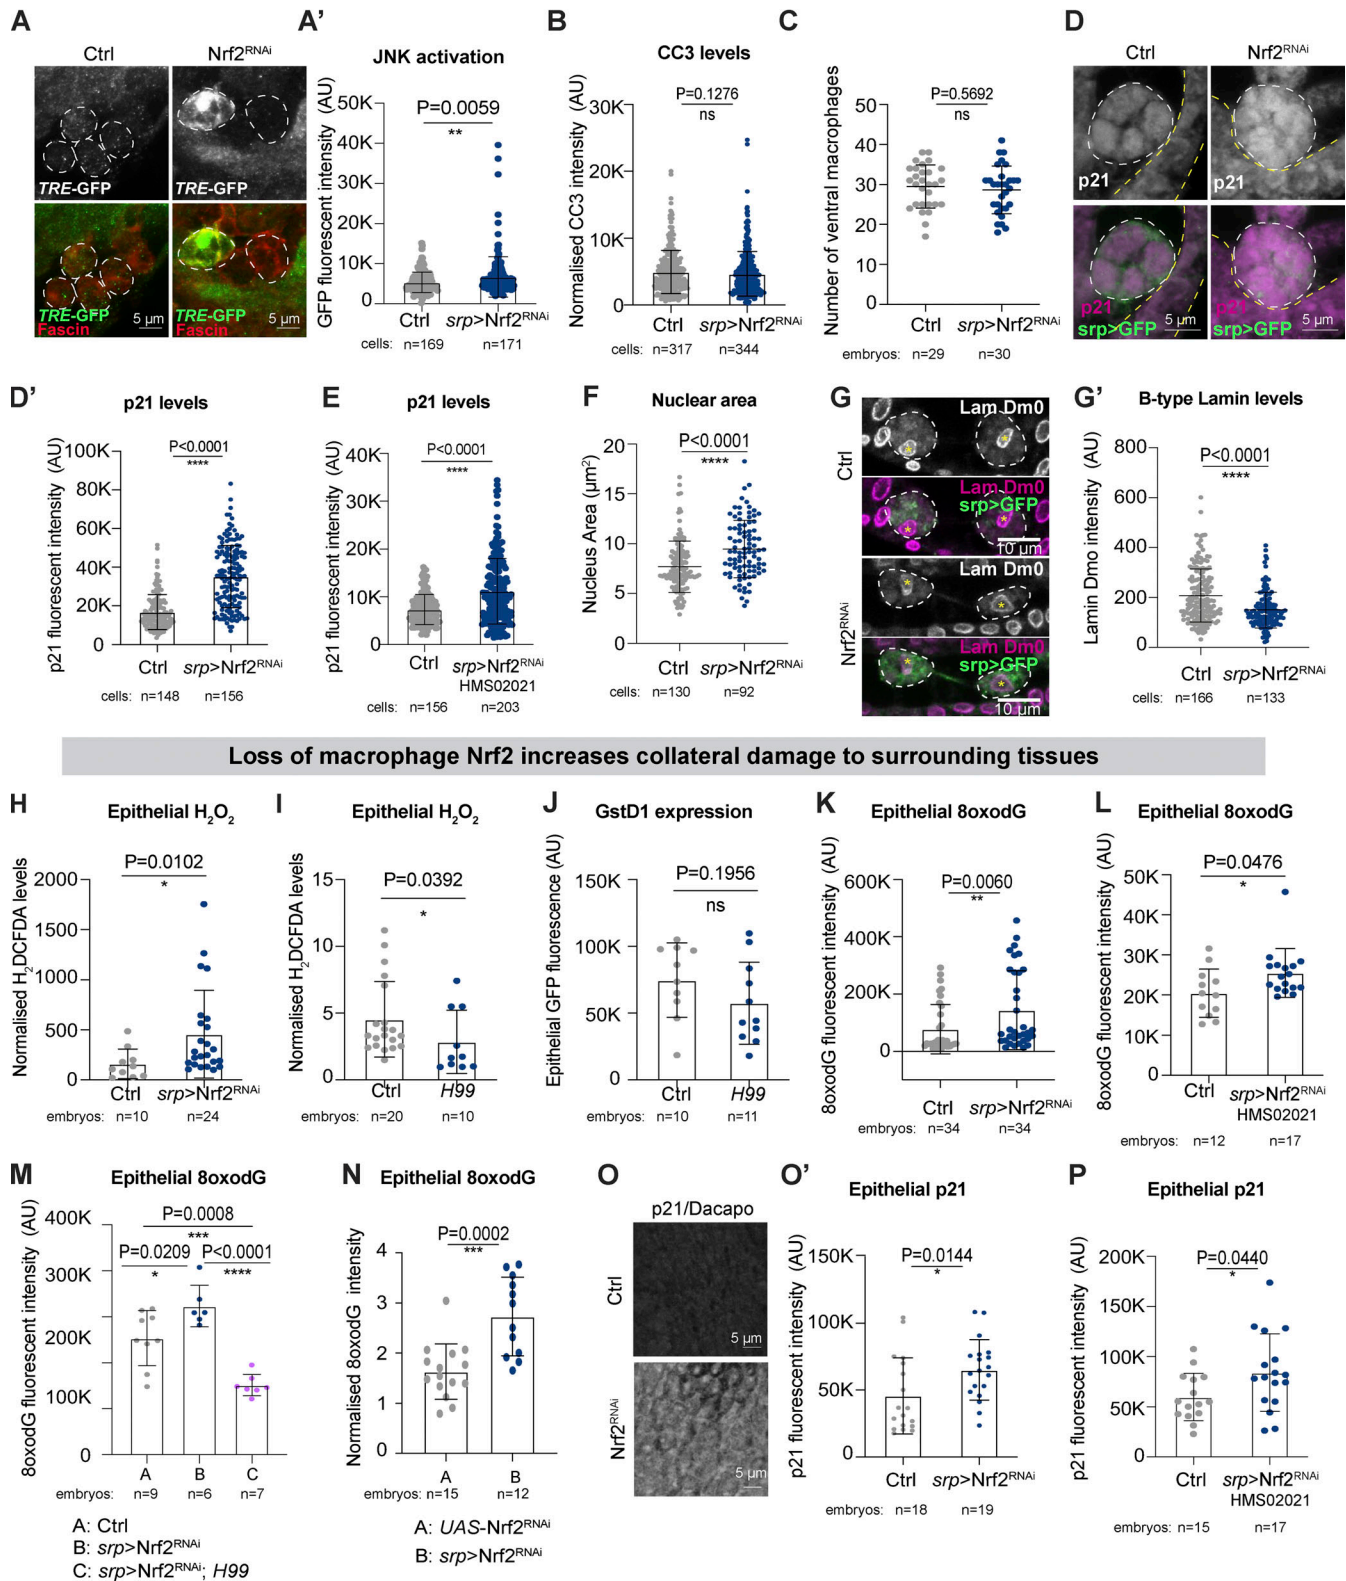 A
Ctrl
Nrf2RNAi
TRE-GFP
TRE-GFP
TRE-GFP
Fascin
5 µm
TRE-GFP
Fascin
5 µm
A'
JNK activation
GFP fluorescent intensity (AU)
50K
40K
30K
20K
10K
0
P=0.0059
**
Ctrl
srp>Nrf2RNAi
cells: n=169 n=171
B
CC3 levels
Normalised CC3 intensity (AU)
30K
20K
10K
0
P=0.1276
ns
Ctrl
srp>Nrf2RNAi
n=317 n=344
C
Number of ventral macrophages
50
40
30
20
10
0
P=0.5692
ns
Ctrl
srp>Nrf2RNAi
embryos: n=29 n=30
D
Ctrl
Nrf2RNAi
p21
p21
p21
srp>GFP
5 µm
p21
srp>GFP
5 µm
D'
p21 levels
p21 fluorescent intensity (AU)
100K
80K
60K
40K
20K
0
P<0.0001
****
Ctrl
srp>Nrf2RNAi
cells: n=148 n=156
E
p21 levels
p21 fluorescent intensity (AU)
40K
30K
20K
10K
0
P<0.0001
****
Ctrl
srp>Nrf2RNAi
HMS02021
cells: n=156 n=203
F
Nuclear area
Nucleus Area (µm²)
20
15
10
5
0
P<0.0001
****
Ctrl
srp>Nrf2RNAi
cells: n=130 n=92
G
Ctrl
Nrf2RNAi
Lam Dm0
Lam Dm0
srp>GFP
10 µm
Lam Dm0
Lam Dm0
srp>GFP
10 µm
G'
B-type Lamin levels
Lamin Dmo intensity (AU)
800
600
400
200
0
P<0.0001
****
Ctrl
srp>Nrf2RNAi
cells: n=166 n=133
Loss of macrophage Nrf2 increases collateral damage to surrounding tissues
H
Epithelial H₂O₂
Normalised H₂DCFDA levels
2000
1500
1000
500
0
P=0.0102
*
Ctrl
srp>Nrf2RNAi
embryos: n=10 n=24
I
Epithelial H₂O₂
Normalised H₂DCFDA levels
15
10
5
0
P=0.0392
*
Ctrl
H99
embryos: n=20 n=10
J
GstD1 expression
Epithelial GFP fluorescence (AU)
150K
100K
50K
0
P=0.1956
ns
Ctrl
H99
embryos: n=10 n=11
K
Epithelial 8oxodG
8oxodG fluorescent intensity (AU)
600K
400K
200K
0
P=0.0060
**
Ctrl
srp>Nrf2RNAi
embryos: n=34 n=34
L
Epithelial 8oxodG
8oxodG fluorescent intensity (AU)
50K
40K
30K
20K
10K
0
P=0.0476
*
Ctrl
srp>Nrf2RNAi
HMS02021
embryos: n=12 n=17
M
Epithelial 8oxodG
8oxodG fluorescent intensity (AU)
400K
300K
200K
100K
0
P=0.0008
***
P=0.0209
*
P<0.0001
****
A B C
embryos: n=9 n=6 n=7
A: Ctrl
B: srp>Nrf2RNAi
C: srp>Nrf2RNAi; H99
N
Epithelial 8oxodG
Normalised 8oxodG intensity
4
3
2
1
0
P=0.0002
***
A B
embryos: n=15 n=12
A: UAS-Nrf2RNAi
B: srp>Nrf2RNAi
O
p21/Dacapo
Ctrl
5 µm
Nrf2RNAi
5 µm
O'
Epithelial p21
p21 fluorescent intensity (AU)
150K
100K
50K
0
P=0.0144
*
Ctrl
srp>Nrf2RNAi
embryos: n=18 n=19
P
Epithelial p21
p21 fluorescent intensity (AU)
200K
150K
100K
50K
0
P=0.0440
*
Ctrl
srp>Nrf2RNAi
HMS02021
embryos: n=15 n=17